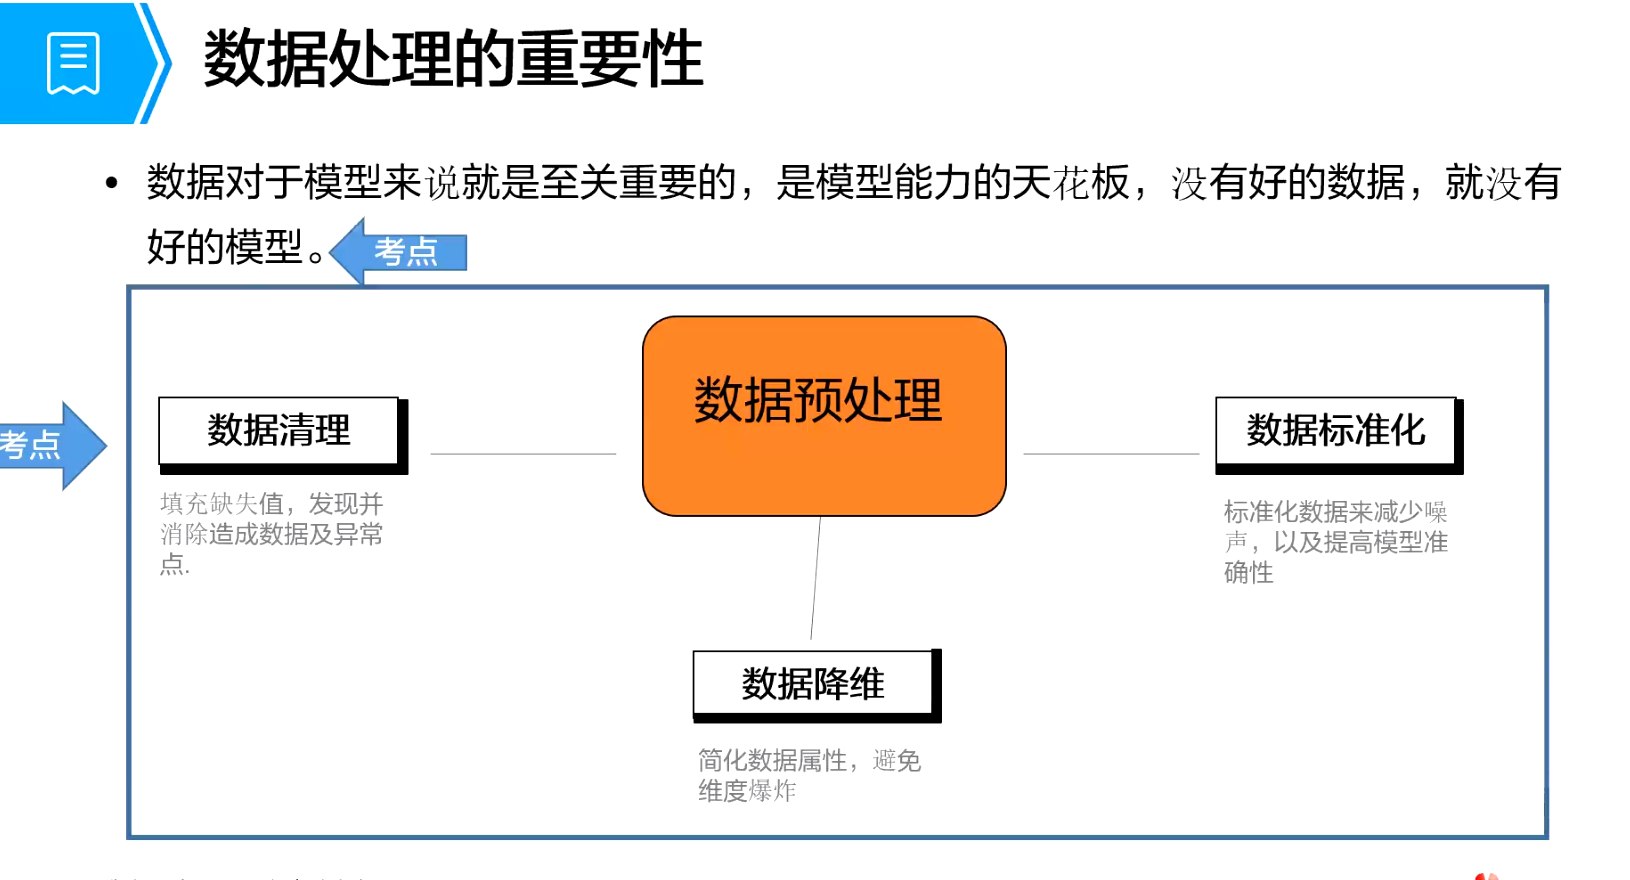 数据处理的重要性
• 数据对于模型来说就是至关重要的，是模型能力的天花板，没有好的数据，就没有
好的模型。
考点
数据预处理
考点
数据清理
填充缺失值，发现并
消除造成数据及异常
点.
数据标准化
标准化数据来减少噪
声，以及提高模型准
确性
数据降维
简化数据属性，避免
维度爆炸